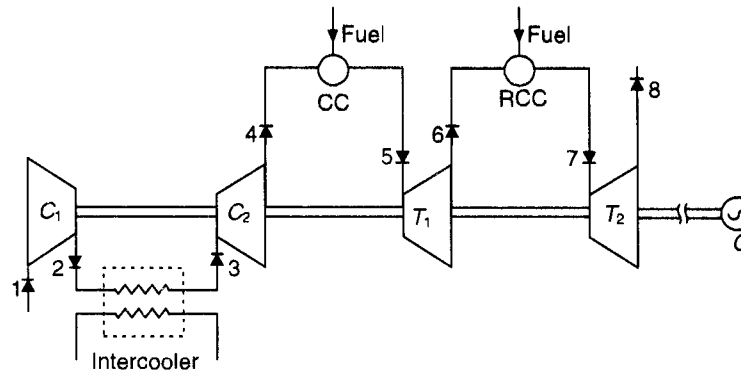 Fuel
Fuel
CC
RCC
4
5
6
7
8
C₁
C₂
T₁
T₂
G
1
2
3
Intercooler